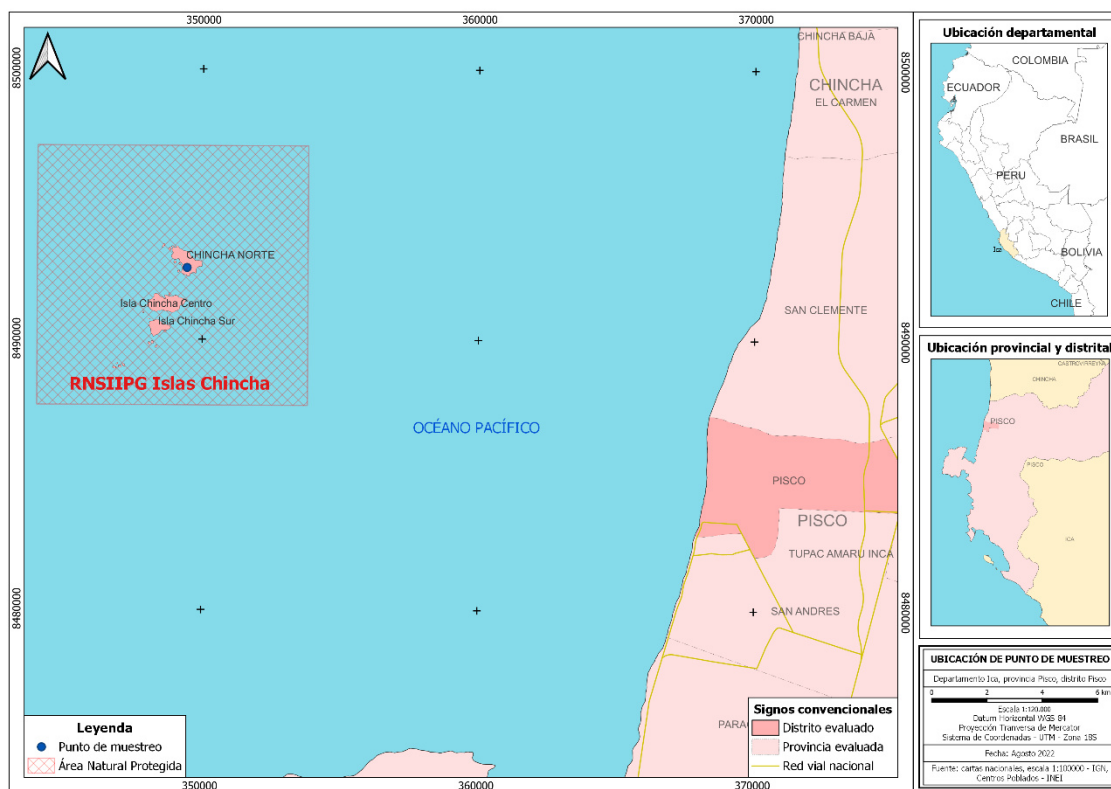 350000
360000
370000
8500000
8500000
CHINCHA BAJA
CHINCHA
EL CARMEN
CHINCHA NORTE
Isla Chincha Centro
Isla Chincha Sur
SAN CLEMENTE
8490000
8490000
RNSIIPG Islas Chincha
OCÉANO PACÍFICO
PISCO
PISCO
TUPAC AMARU INCA
8480000
8480000
SAN ANDRES
PARAC
Leyenda
Punto de muestreo
Área Natural Protegida
Signos convencionales
Distrito evaluado
Provincia evaluada
Red vial nacional
350000
360000
370000
Ubicación departamental
COLOMBIA
ECUADOR
BRASIL
PERU
BOLIVIA
CHILE
Ubicación provincial y distrital
CHINCHA
PISCO
PISCO
ICA
UBICACIÓN DE PUNTO DE MUESTREO
Departamento Ica, provincia Pisco, distrito Pisco
0 2 4 6 km
Escala 1:120.000
Datum Horizontal WGS 84
Proyección Tranversa de Mercator
Sistema de Coordenadas - UTM - Zona 18S
Fecha: Agosto 2022
Fuente: cartas nacionales, escala 1:100000 - IGN,
Centros Poblados - INEI